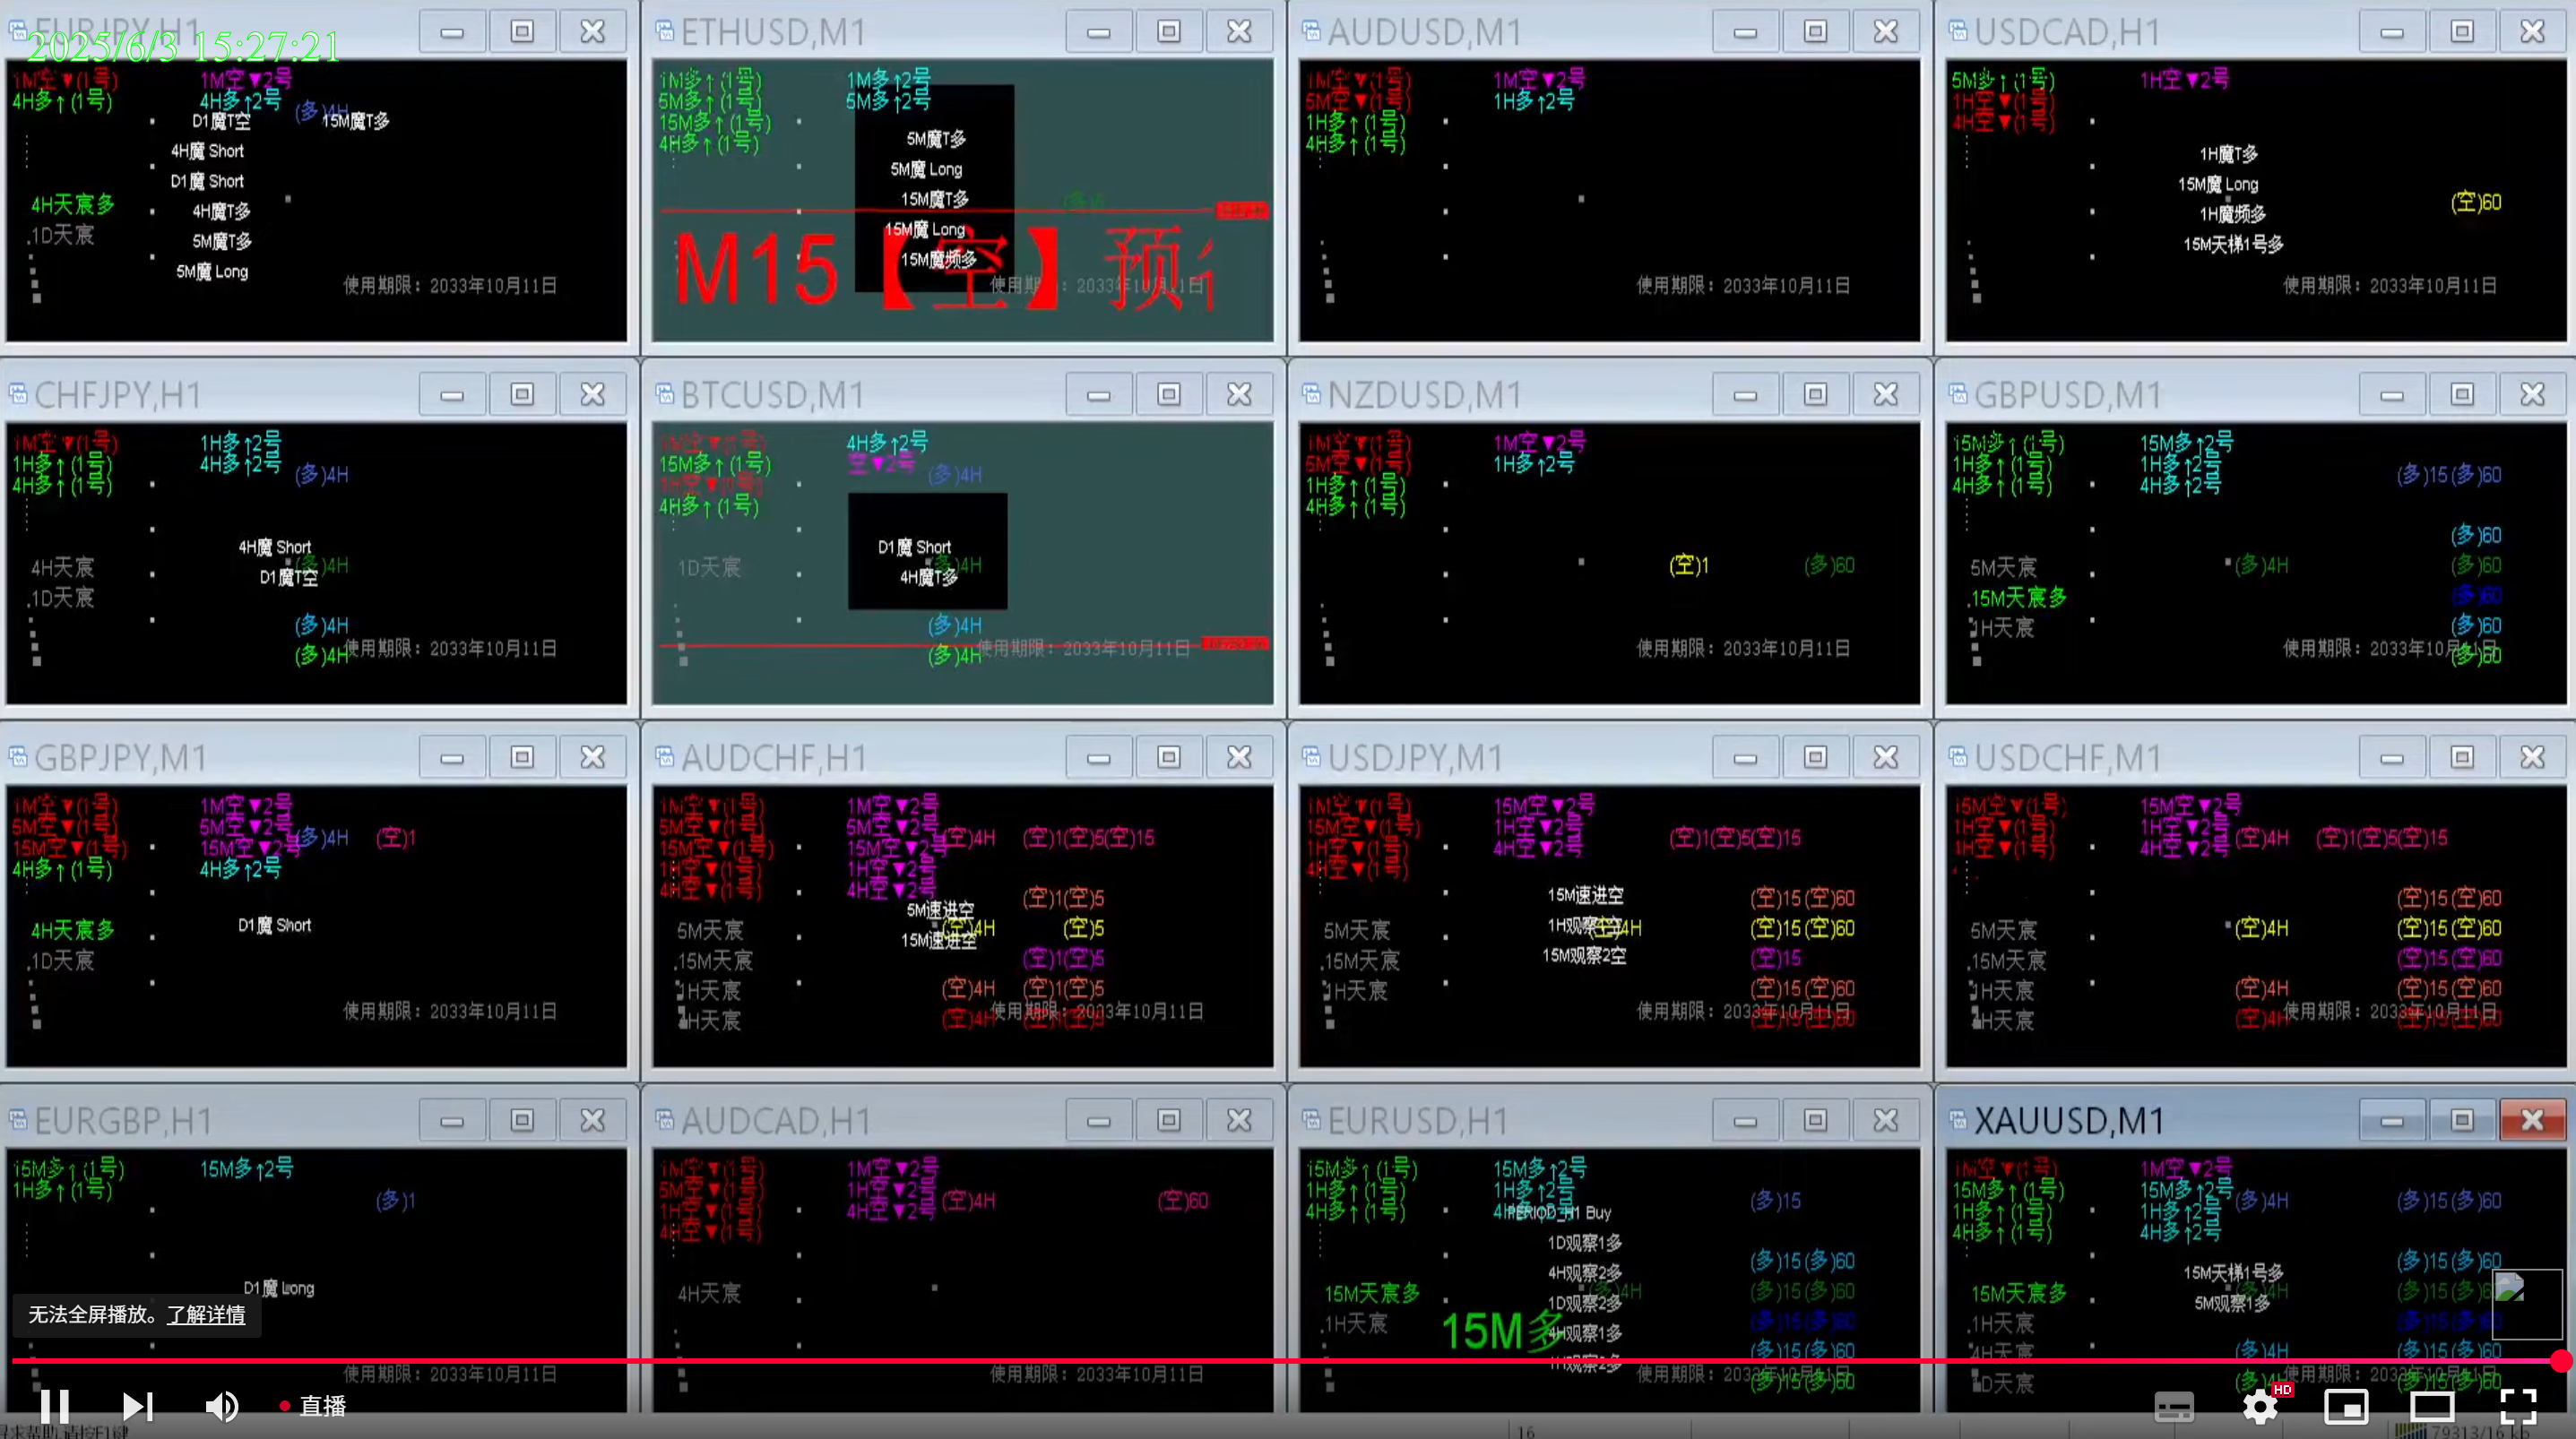 EURJPY,H1
2025/6/3 15:27:21
1M空▼(1号)
4H多↑(1号)
1M空▼2号
4H多↑2号
(多)4H
D1魔T空
15M魔T多
4H魔 Short
D1魔 Short
4H魔T多
5M魔T多
5M魔 Long
4H天宸多
1D天宸
使用期限：2033年10月11日
ETHUSD,M1
1M多↑(1号)
5M多↑(1号)
15M多↑(1号)
4H多↑(1号)
1M多↑2号
5M多↑2号
5M魔T多
5M魔 Long
15M魔T多
15M魔 Long
15M魔频多
M15【空】预
2033年10月11日
AUDUSD,M1
1M空▼(1号)
5M空▼(1号)
1H多↑(1号)
4H多↑(1号)
1M空▼2号
1H多↑2号
使用期限：2033年10月11日
USDCAD,H1
5M多↑(1号)
1H空▼(1号)
4H空▼(1号)
1H空▼2号
1H魔T多
15M魔 Long
1H魔频多
15M天梯1号多
(空)60
使用期限：2033年10月11日
CHFJPY,H1
1M空▼(1号)
1H多↑(1号)
4H多↑(1号)
1H多↑2号
4H多↑2号
(多)4H
4H魔 Short
(多)4H
D1魔T空
4H天宸
1D天宸
(多)4H
(多)4H
使用期限：2033年10月11日
BTCUSD,M1
1M空▼(1号)
15M多↑(1号)
1H空▼(1号)
4H多↑(1号)
4H多↑2号
空▼2号
(多)4H
D1魔 Short
(多)4H
4H魔T多
1D天宸
(多)4H
(多)4H
使用期限：2033年10月11日
NZDUSD,M1
1M空▼(1号)
5M空▼(1号)
1H多↑(1号)
4H多↑(1号)
1M空▼2号
1H多↑2号
(空)1
(多)60
使用期限：2033年10月11日
GBPUSD,M1
15M多↑(1号)
1H多↑(1号)
4H多↑(1号)
15M多↑2号
1H多↑2号
4H多↑2号
(多)15(多)60
(多)60
(多)4H
(多)60
(多)60
(多)60
(多)60
5M天宸
15M天宸多
1H天宸
使用期限：2033年10月11日
GBPJPY,M1
1M空▼(1号)
5M空▼(1号)
15M空▼(1号)
4H多↑(1号)
1M空▼2号
5M空▼2号
15M空▼2号
4H多↑2号
(多)4H
(空)1
D1魔 Short
4H天宸多
1D天宸
使用期限：2033年10月11日
AUDCHF,H1
1M空▼(1号)
5M空▼(1号)
15M空▼(1号)
1H空▼(1号)
4H空▼(1号)
1M空▼2号
5M空▼2号
15M空▼2号
1H空▼2号
4H空▼2号
(空)4H
(空)1(空)5(空)15
(空)1(空)5
5M速进空
(空)4H
(空)5
15M速进空
(空)1(空)5
(空)4H
(空)1(空)5
(空)4H
5M天宸
15M天宸
1H天宸
4H天宸
使用期限：2033年10月11日
USDJPY,M1
1M空▼(1号)
15M空▼(1号)
1H空▼(1号)
4H空▼(1号)
15M空▼2号
1H空▼2号
4H空▼2号
(空)1(空)5(空)15
15M速进空
(空)15(空)60
1H观察
4H
(空)15(空)60
15M观察2空
(空)15
(空)15(空)60
5M天宸
15M天宸
1H天宸
使用期限：2033年10月11日
USDCHF,M1
15M空▼(1号)
1H空▼(1号)
1H空▼(1号)
15M空▼2号
1H空▼2号
4H空▼2号
(空)4H
(空)1(空)5(空)15
(空)15(空)60
(空)4H
(空)15(空)60
(空)15(空)60
(空)4H
(空)15(空)60
(空)4H
5M天宸
15M天宸
1H天宸
4H天宸
使用期限：2033年10月11日
EURGBP,H1
15M多↑(1号)
1H多↑(1号)
15M多↑2号
(多)1
D1魔 Long
无法全屏播放。了解详情
使用期限：2033年10月11日
AUDCAD,H1
1M空▼(1号)
5M空▼(1号)
1H空▼(1号)
4H空▼(1号)
1M空▼2号
1H空▼2号
4H空▼2号
(空)4H
(空)60
4H天宸
使用期限：2033年10月11日
EURUSD,H1
15M多↑(1号)
1H多↑(1号)
4H多↑(1号)
15M多↑2号
1H多↑2号
PERIOD_H1 Buy
(多)15
1D观察1多
4H观察2多
(多)15(多)60
1D观察2多
4H
(多)15(多)60
4H观察1多
(多)15(多)60
1H观察2多
(多)15(多)60
(多)15(多)60
15M天宸多
1H天宸
15M多
使用期限：2033年10月11日
XAUUSD,M1
1M空▼(1号)
15M多↑(1号)
1H多↑(1号)
4H多↑(1号)
1M空▼2号
15M多↑2号
1H多↑2号
4H多↑2号
(多)4H
(多)15(多)60
(多)15(多)60
15M天梯1号多
5M观察1多
15M天宸多
1H天宸
4H天宸
1D天宸
(多)4H
(多)15(多)60
使用期限：2033年10月11日
直播
HD
16
79313/16 kb